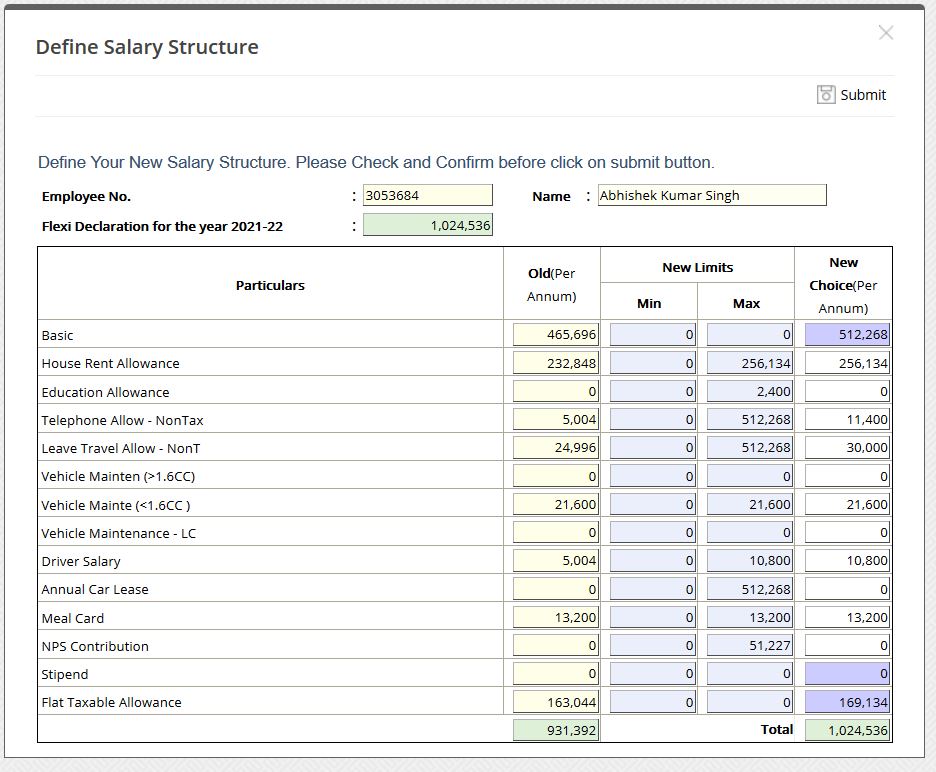 Define Salary Structure
Submit
Define Your New Salary Structure. Please Check and Confirm before click on submit button.
Employee No. : 3053684 Name : Abhishek Kumar Singh
Flexi Declaration for the year 2021-22 : 1,024,536
Particulars Old(Per Annum) New Limits New Choice(Per Annum)
Min Max
Basic 465,696 0 0 512,268
House Rent Allowance 232,848 0 256,134 256,134
Education Allowance 0 0 2,400 0
Telephone Allow - NonTax 5,004 0 512,268 11,400
Leave Travel Allow - NonT 24,996 0 512,268 30,000
Vehicle Mainten (>1.6CC) 0 0 0 0
Vehicle Mainte (<1.6CC ) 21,600 0 21,600 21,600
Vehicle Maintenance - LC 0 0 0 0
Driver Salary 5,004 0 10,800 10,800
Annual Car Lease 0 0 512,268 0
Meal Card 13,200 0 13,200 13,200
NPS Contribution 0 0 51,227 0
Stipend 0 0 0 0
Flat Taxable Allowance 163,044 0 0 169,134
931,392 Total 1,024,536